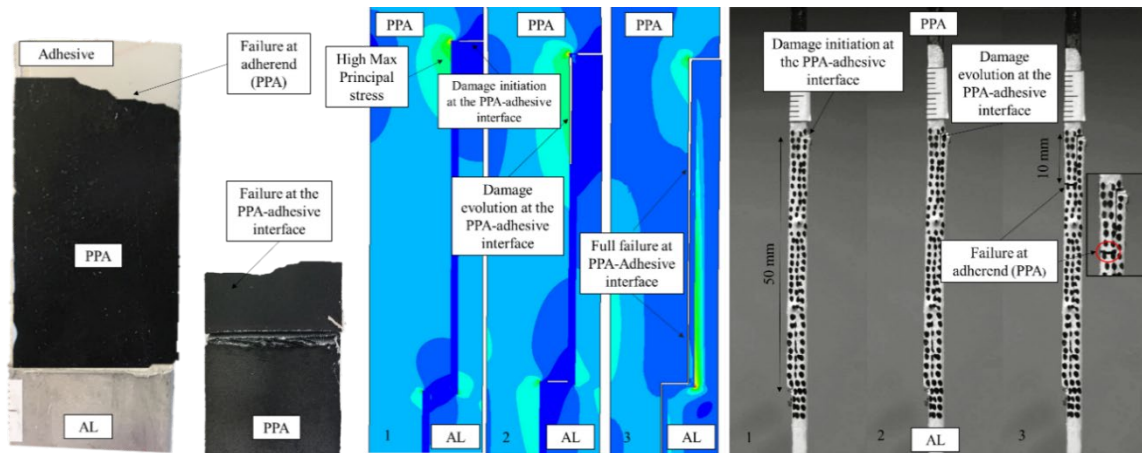 Adhesive
Failure at
adherend
(PPA)
Failure at the
PPA-adhesive
interface
PPA
AL
PPA
PPA
PPA
PPA
High Max
Principal
stress
Damage initiation
at the PPA-adhesive
interface
Damage
evolution at the
PPA-adhesive
interface
Full failure at
PPA-Adhesive
interface
1
AL
2
AL
3
AL
PPA
Damage initiation at
the PPA-adhesive
interface
Damage
evolution at the
PPA-adhesive
interface
10 mm
50 mm
Failure at
adherend (PPA)
1
2
AL
3